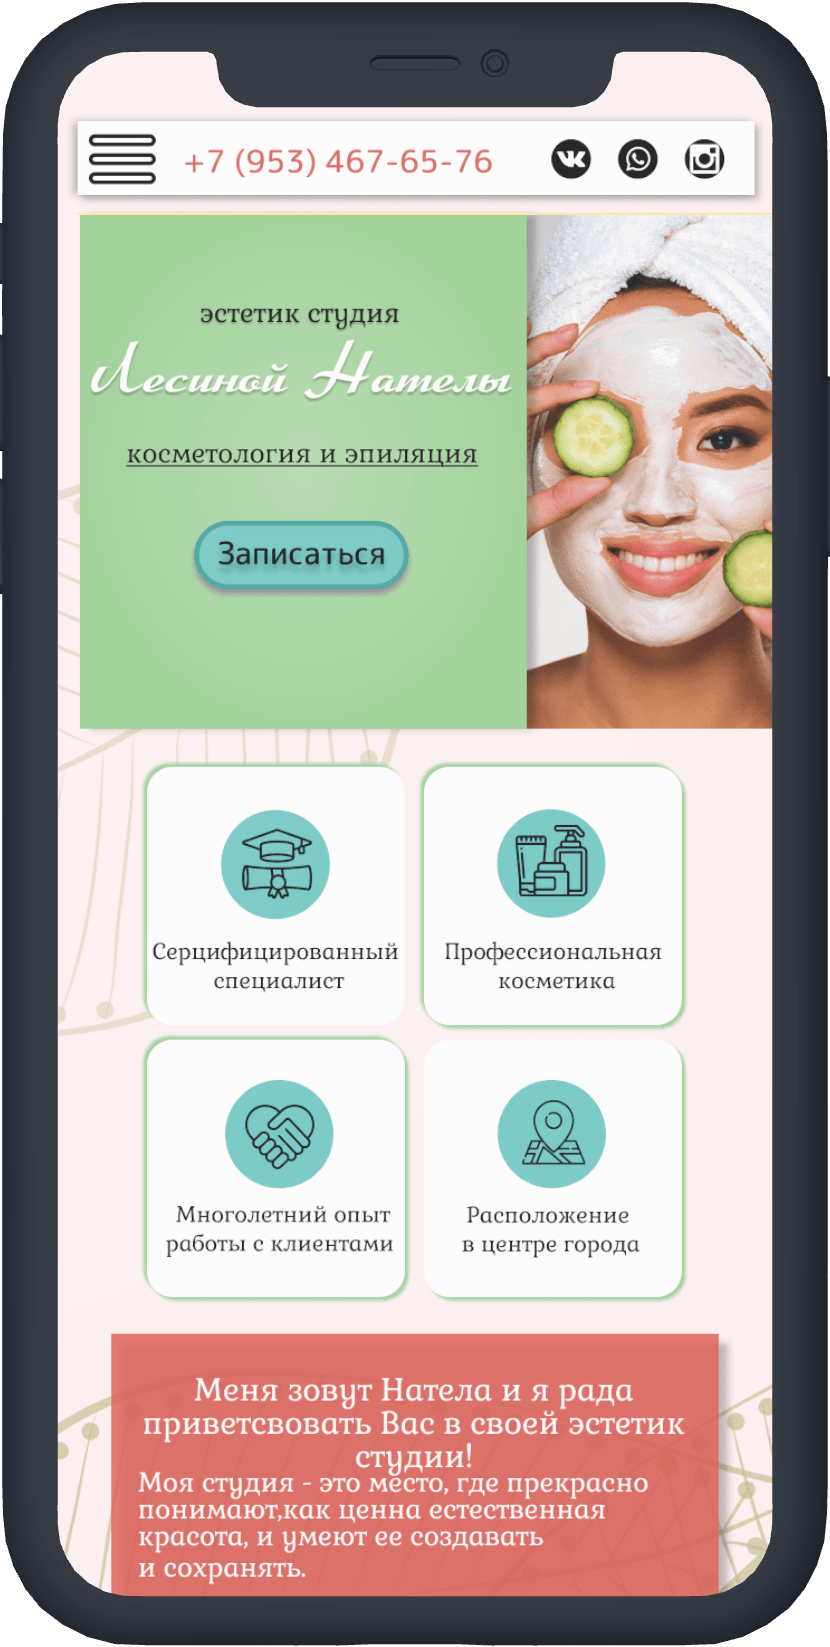 +7 (953) 467-65-76
эстетик студия
Лесиной Нателы
косметология и эпиляция
Записаться
Серцифицированный
специалист
Профессиональная
косметика
Многолетний опыт
работы с клиентами
Расположение
в центре города
Меня зовут Натела и я рада
приветсвовать Вас в своей эстетик
студии!
Моя студия - это место, где прекрасно
понимают,как ценна естественная
красота, и умеют ее создавать
и сохранять.